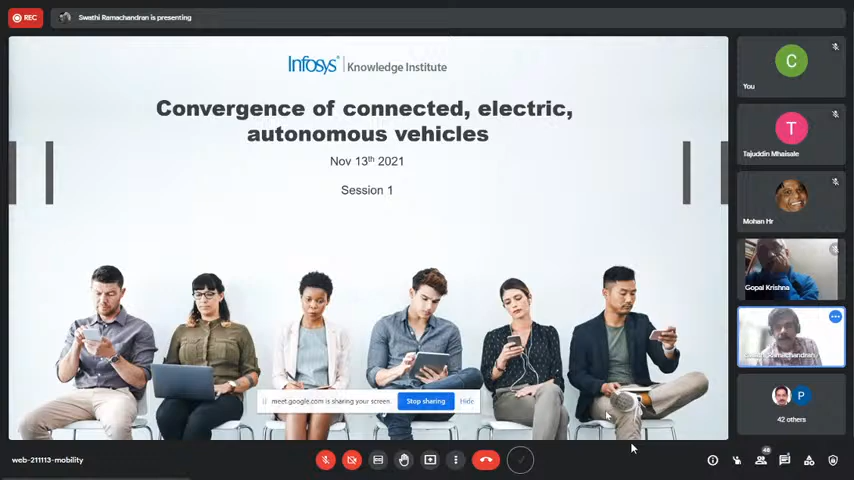 REC
Swathi Ramachandran is presenting
Infosys | Knowledge Institute
Convergence of connected, electric,
autonomous vehicles
Nov 13th 2021
Session 1
meet.google.com is sharing your screen.
Stop sharing
Hide
C
You
T
Tajuddin Mhaisale
Mohan Hr
Gopal Krishna
Ramachandran
P
42 others
web-211113-mobility
48